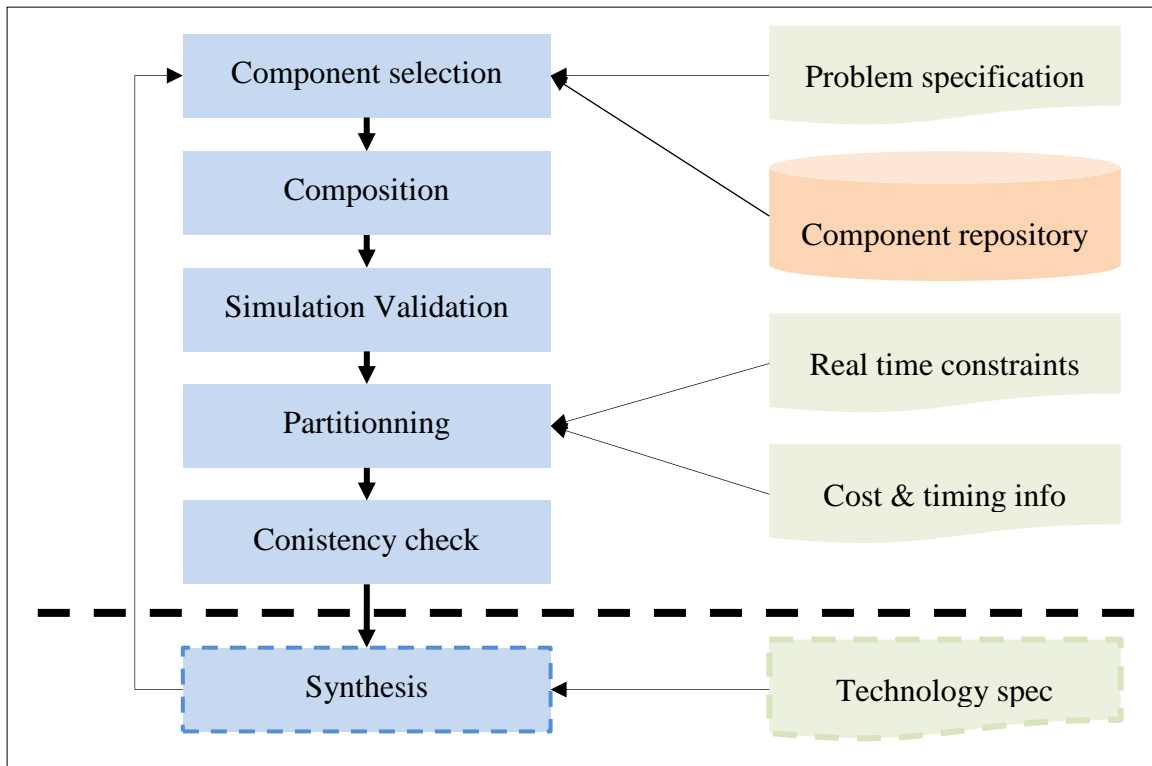 Component selection
Problem specification
Composition
Component repository
Simulation Validation
Real time constraints
Partitionning
Cost & timing info
Conistency check
Synthesis
Technology spec